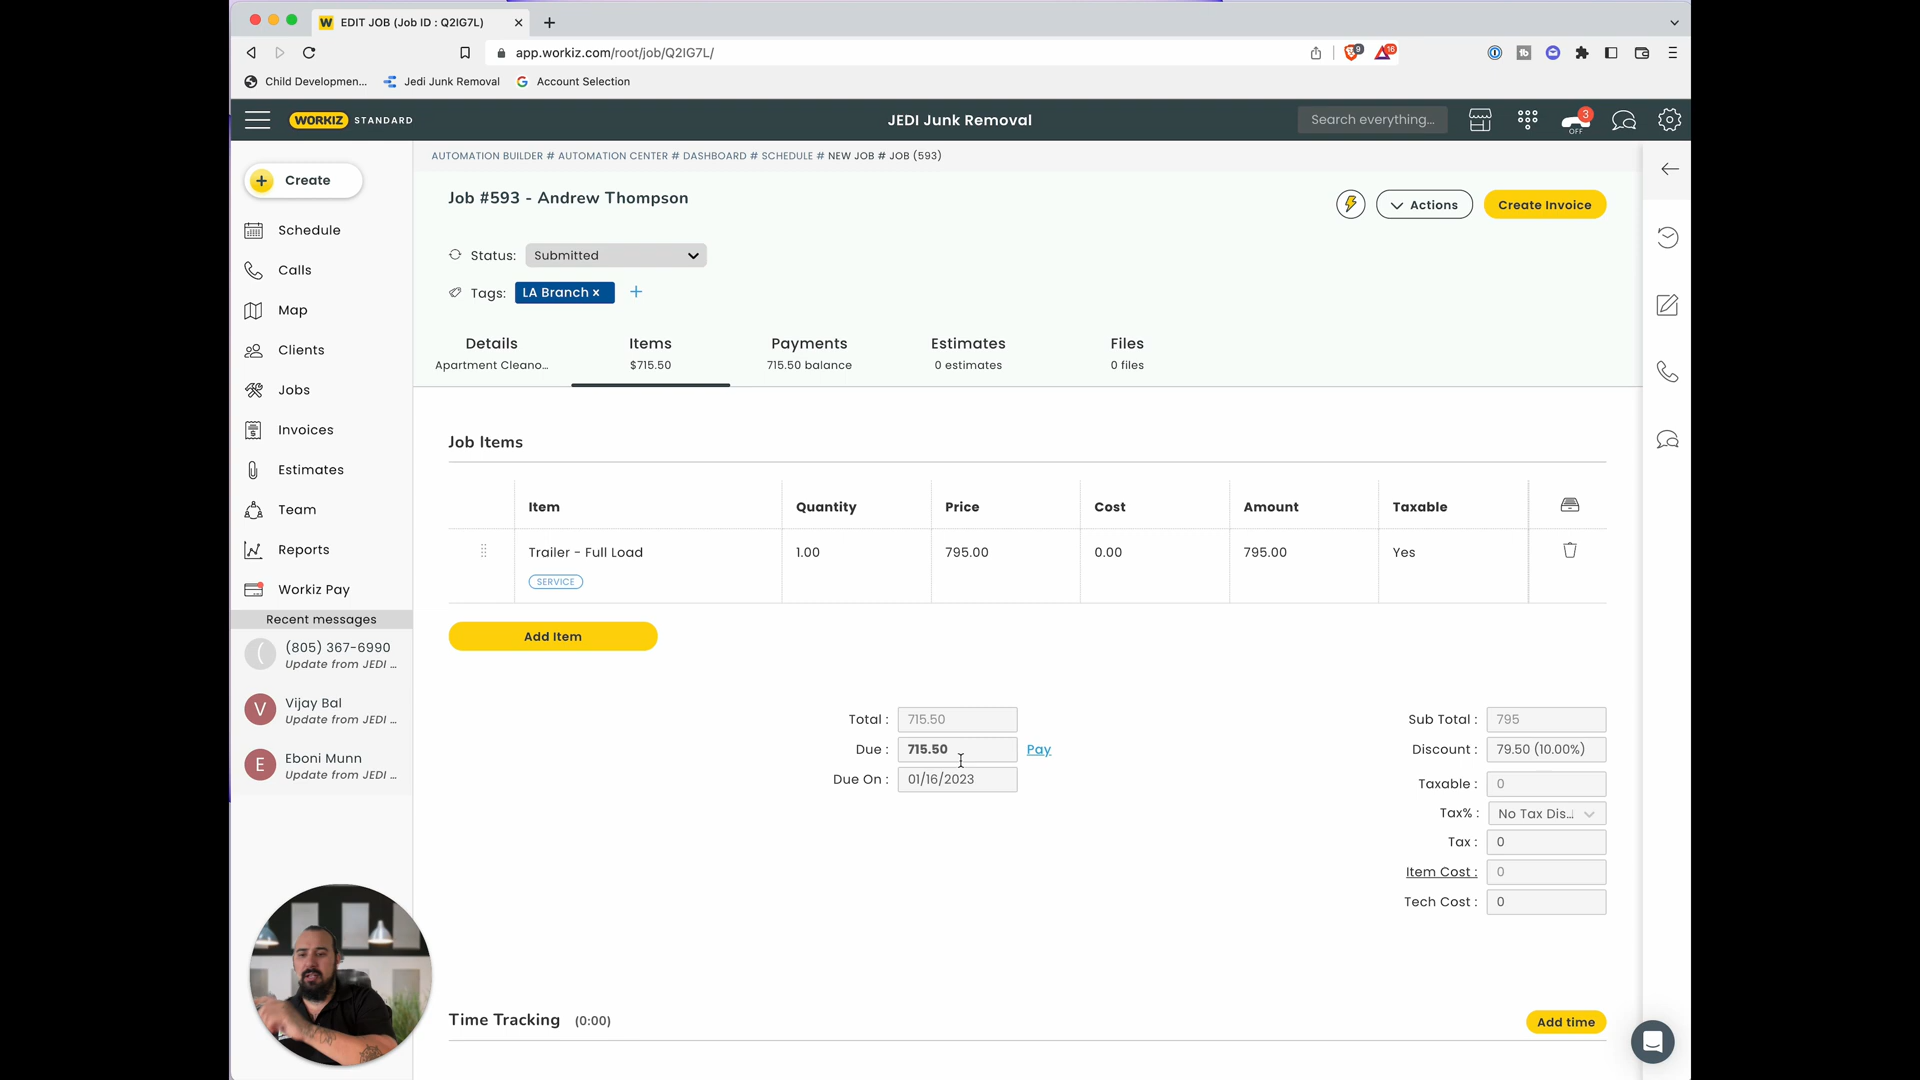 W EDIT JOB (Job ID : Q2IG7L)
app.workiz.com/root/job/Q2IG7L/
9
16
Child Developmen...
Jedi Junk Removal
G Account Selection
WORKIZ STANDARD
JEDI Junk Removal
Search everything...
OFF
3
Create
AUTOMATION BUILDER # AUTOMATION CENTER # DASHBOARD # SCHEDULE # NEW JOB # JOB (593)
Job #593 - Andrew Thompson
Actions
Create Invoice
Status: Submitted
Tags: LA Branch × +
Schedule
Calls
Map
Clients
Jobs
Invoices
Estimates
Team
Reports
Workiz Pay
Recent messages
(805) 367-6990
Update from JEDI ...
V Vijay Bal
Update from JEDI ...
E Eboni Munn
Update from JEDI ...
Details
Apartment Cleano...
Items
$715.50
Payments
715.50 balance
Estimates
0 estimates
Files
0 files
Job Items
Item Quantity Price Cost Amount Taxable
Trailer - Full Load 1.00 795.00 0.00 795.00 Yes
SERVICE
Add Item
Total : 715.50
Due : 715.50 Pay
Due On : 01/16/2023
Sub Total : 795
Discount : 79.50 (10.00%)
Taxable : 0
Tax% : No Tax Dis...
Tax : 0
Item Cost : 0
Tech Cost : 0
Time Tracking (0:00)
Add time